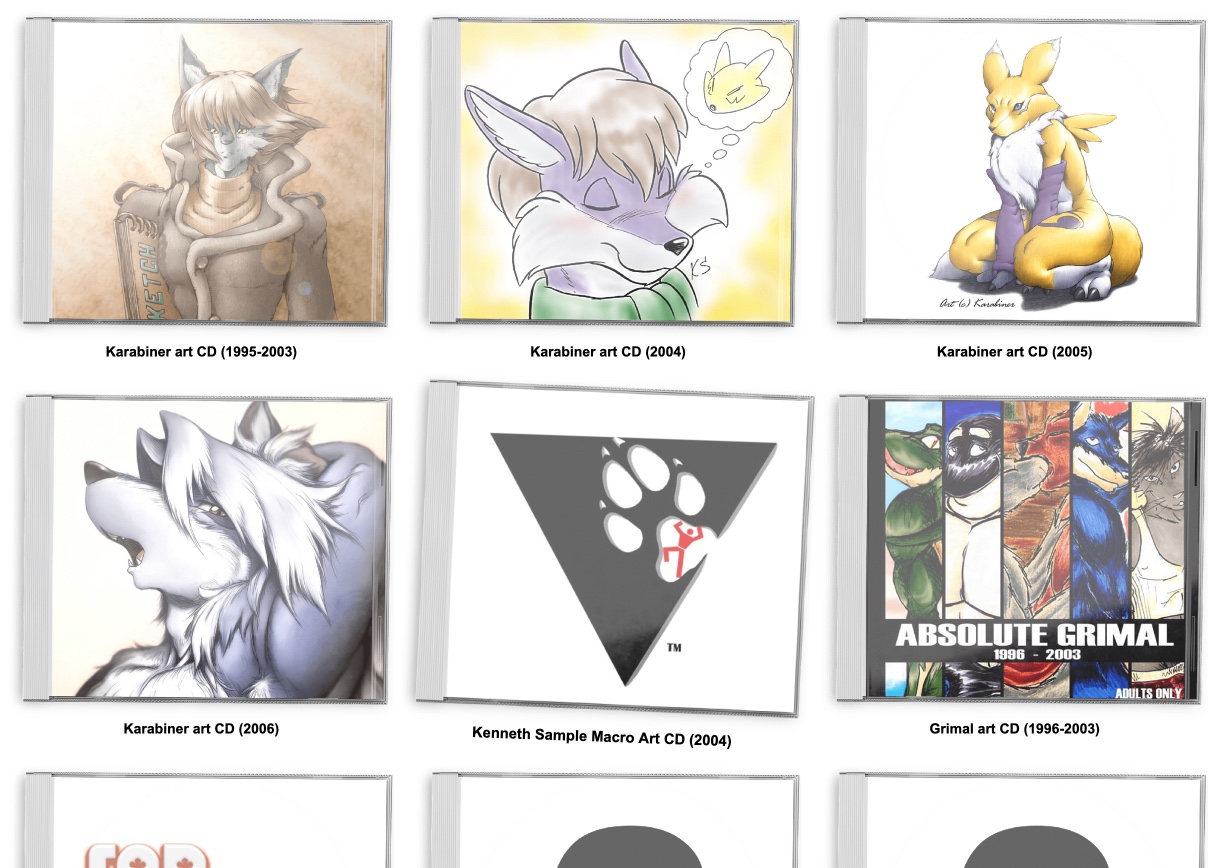 KETCH
KS
Art (c) Karabiner
Karabiner art CD (1995-2003)
Karabiner art CD (2004)
Karabiner art CD (2005)
TM
ABSOLUTE GRIMAL
1996 - 2003
ADULTS ONLY
Karabiner art CD (2006)
Kenneth Sample Macro Art CD (2004)
Grimal art CD (1996-2003)
FOR